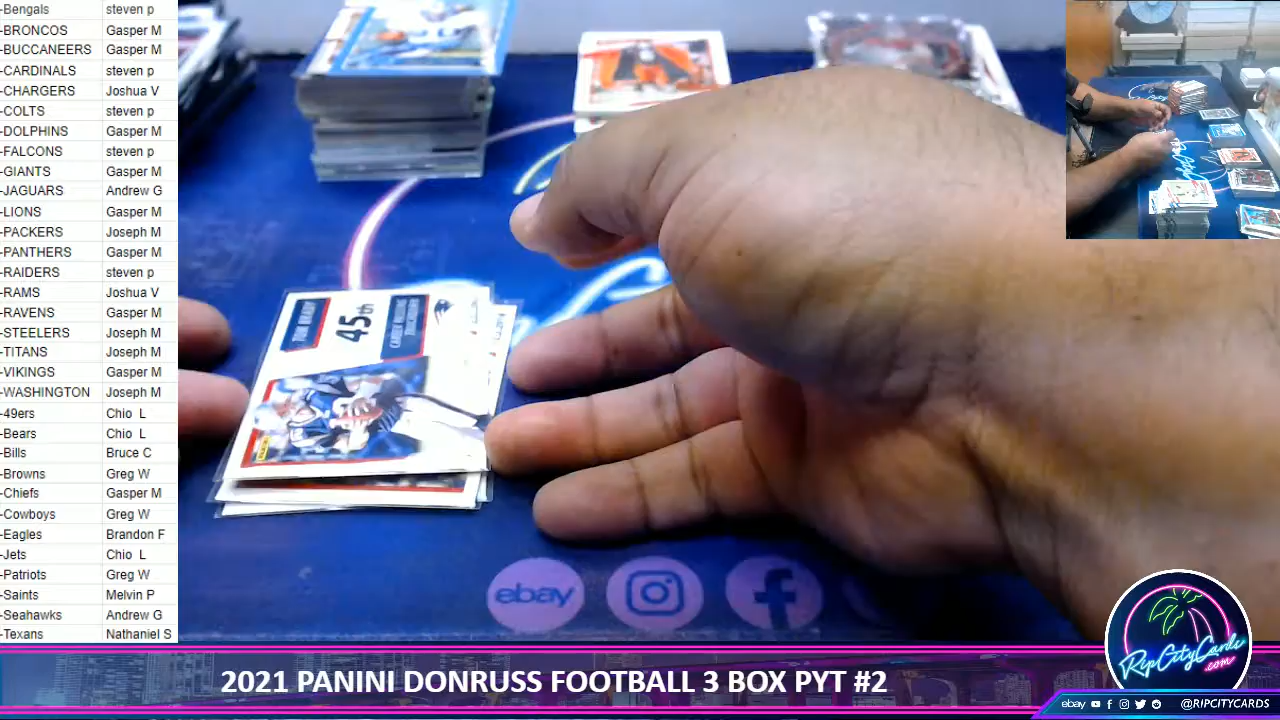 -Bengals steven p
-BRONCOS Gasper M
-BUCCANEERS Gasper M
-CARDINALS steven p
-CHARGERS Joshua V
-COLTS steven p
-DOLPHINS Gasper M
-FALCONS steven p
-GIANTS Gasper M
-JAGUARS Andrew G
-LIONS Gasper M
-PACKERS Joseph M
-PANTHERS Gasper M
-RAIDERS steven p
-RAMS Joshua V
-RAVENS Gasper M
-STEELERS Joseph M
-TITANS Joseph M
-VIKINGS Gasper M
-WASHINGTON Joseph M
-49ers Chio L
-Bears Chio L
-Bills Bruce C
-Browns Greg W
-Chiefs Gasper M
-Cowboys Greg W
-Eagles Brandon F
-Jets Chio L
-Patriots Greg W
-Saints Melvin P
-Seahawks Andrew G
-Texans Nathaniel S
TOM BRADY
45th
ebay
RipCityCards
.com
2021 PANINI DONRUSS FOOTBALL 3 BOX PYT #2
ebay @RIPCITYCARDS